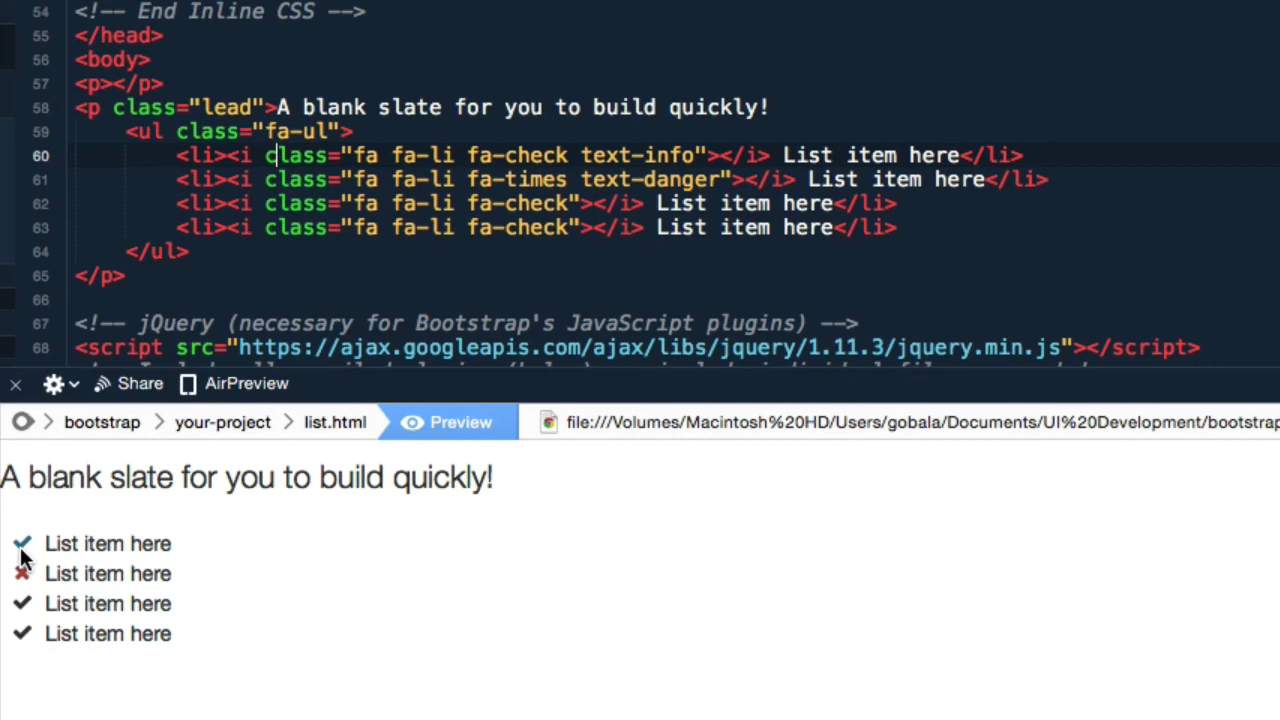 54 <!-- End Inline CSS -->
55 </head>
56 <body>
57 <p></p>
58 <p class="lead">A blank slate for you to build quickly!
59 <ul class="fa-ul">
60 <li><i class="fa fa-li fa-check text-info"></i> List item here</li>
61 <li><i class="fa fa-li fa-times text-danger"></i> List item here</li>
62 <li><i class="fa fa-li fa-check"></i> List item here</li>
63 <li><i class="fa fa-li fa-check"></i> List item here</li>
64 </ul>
65 </p>
66
67 <!-- jQuery (necessary for Bootstrap's JavaScript plugins) -->
68 <script src="https://ajax.googleapis.com/ajax/libs/jquery/1.11.3/jquery.min.js"></script>
Share AirPreview
bootstrap your-project list.html Preview file:///Volumes/Macintosh%20HD/Users/gobala/Documents/UI%20Development/bootstrap
A blank slate for you to build quickly!
List item here
List item here
List item here
List item here